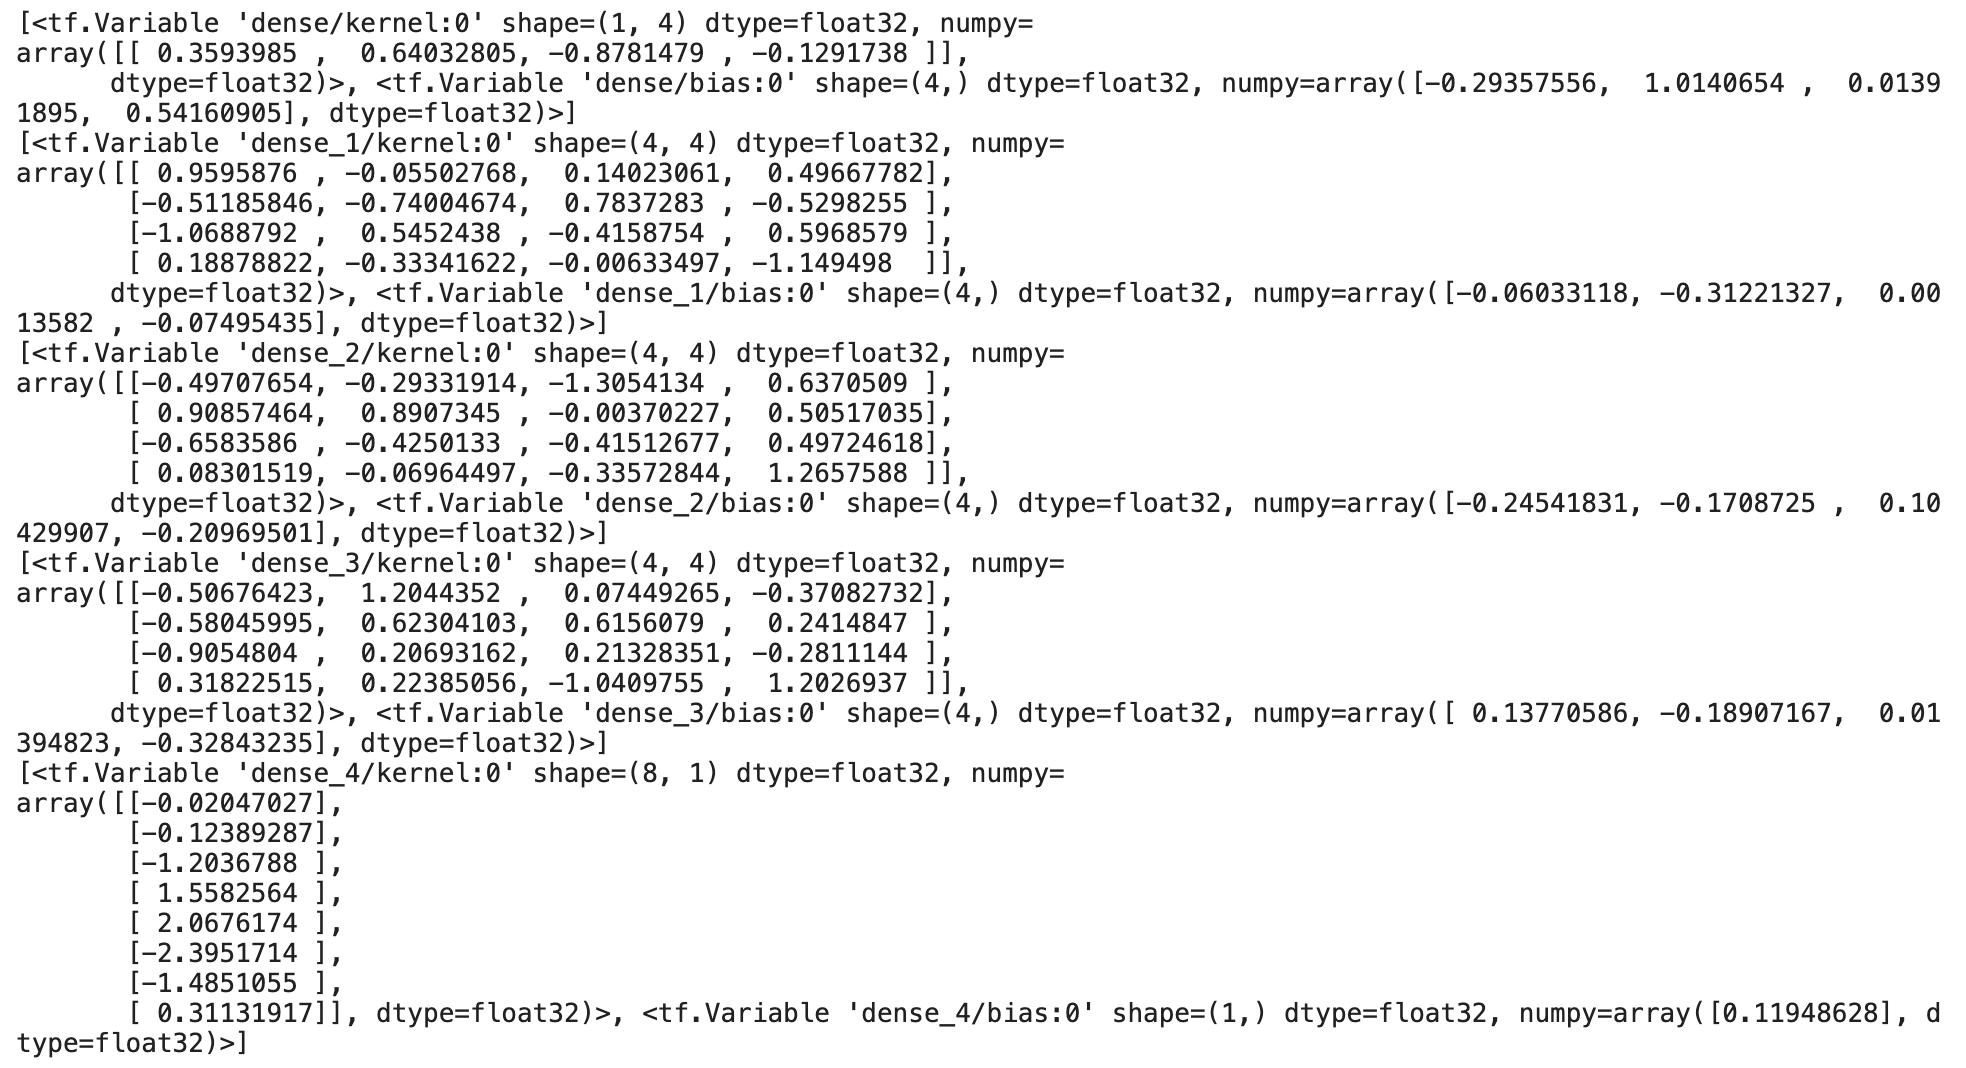 [<tf.Variable 'dense/kernel:0' shape=(1, 4) dtype=float32, numpy=
array([[ 0.3593985 ,  0.64032805, -0.8781479 , -0.1291738 ]],
      dtype=float32)>, <tf.Variable 'dense/bias:0' shape=(4,) dtype=float32, numpy=array([-0.29357556,  1.0140654 ,  0.0139
1895,  0.54160905], dtype=float32)>]
[<tf.Variable 'dense_1/kernel:0' shape=(4, 4) dtype=float32, numpy=
array([[ 0.9595876 , -0.05502768,  0.14023061,  0.49667782],
       [-0.51185846, -0.74004674,  0.7837283 , -0.5298255 ],
       [-1.0688792 ,  0.5452438 , -0.4158754 ,  0.5968579 ],
       [ 0.18878822, -0.33341622, -0.00633497, -1.149498  ]],
      dtype=float32)>, <tf.Variable 'dense_1/bias:0' shape=(4,) dtype=float32, numpy=array([-0.06033118, -0.31221327,  0.00
13582 , -0.07495435], dtype=float32)>]
[<tf.Variable 'dense_2/kernel:0' shape=(4, 4) dtype=float32, numpy=
array([[-0.49707654, -0.29331914, -1.3054134 ,  0.6370509 ],
       [ 0.90857464,  0.8907345 , -0.00370227,  0.50517035],
       [-0.6583586 , -0.4250133 , -0.41512677,  0.49724618],
       [ 0.08301519, -0.06964497, -0.33572844,  1.2657588 ]],
      dtype=float32)>, <tf.Variable 'dense_2/bias:0' shape=(4,) dtype=float32, numpy=array([-0.24541831, -0.1708725 ,  0.10
429907, -0.20969501], dtype=float32)>]
[<tf.Variable 'dense_3/kernel:0' shape=(4, 4) dtype=float32, numpy=
array([[-0.50676423,  1.2044352 ,  0.07449265, -0.37082732],
       [-0.58045995,  0.62304103,  0.6156079 ,  0.2414847 ],
       [-0.9054804 ,  0.20693162,  0.21328351, -0.2811144 ],
       [ 0.31822515,  0.22385056, -1.0409755 ,  1.2026937 ]],
      dtype=float32)>, <tf.Variable 'dense_3/bias:0' shape=(4,) dtype=float32, numpy=array([ 0.13770586, -0.18907167,  0.01
394823, -0.32843235], dtype=float32)>]
[<tf.Variable 'dense_4/kernel:0' shape=(8, 1) dtype=float32, numpy=
array([[-0.02047027],
       [-0.12389287],
       [-1.2036788 ],
       [ 1.5582564 ],
       [ 2.0676174 ],
       [-2.3951714 ],
       [-1.4851055 ],
       [ 0.31131917]], dtype=float32)>, <tf.Variable 'dense_4/bias:0' shape=(1,) dtype=float32, numpy=array([0.11948628], d
type=float32)>]